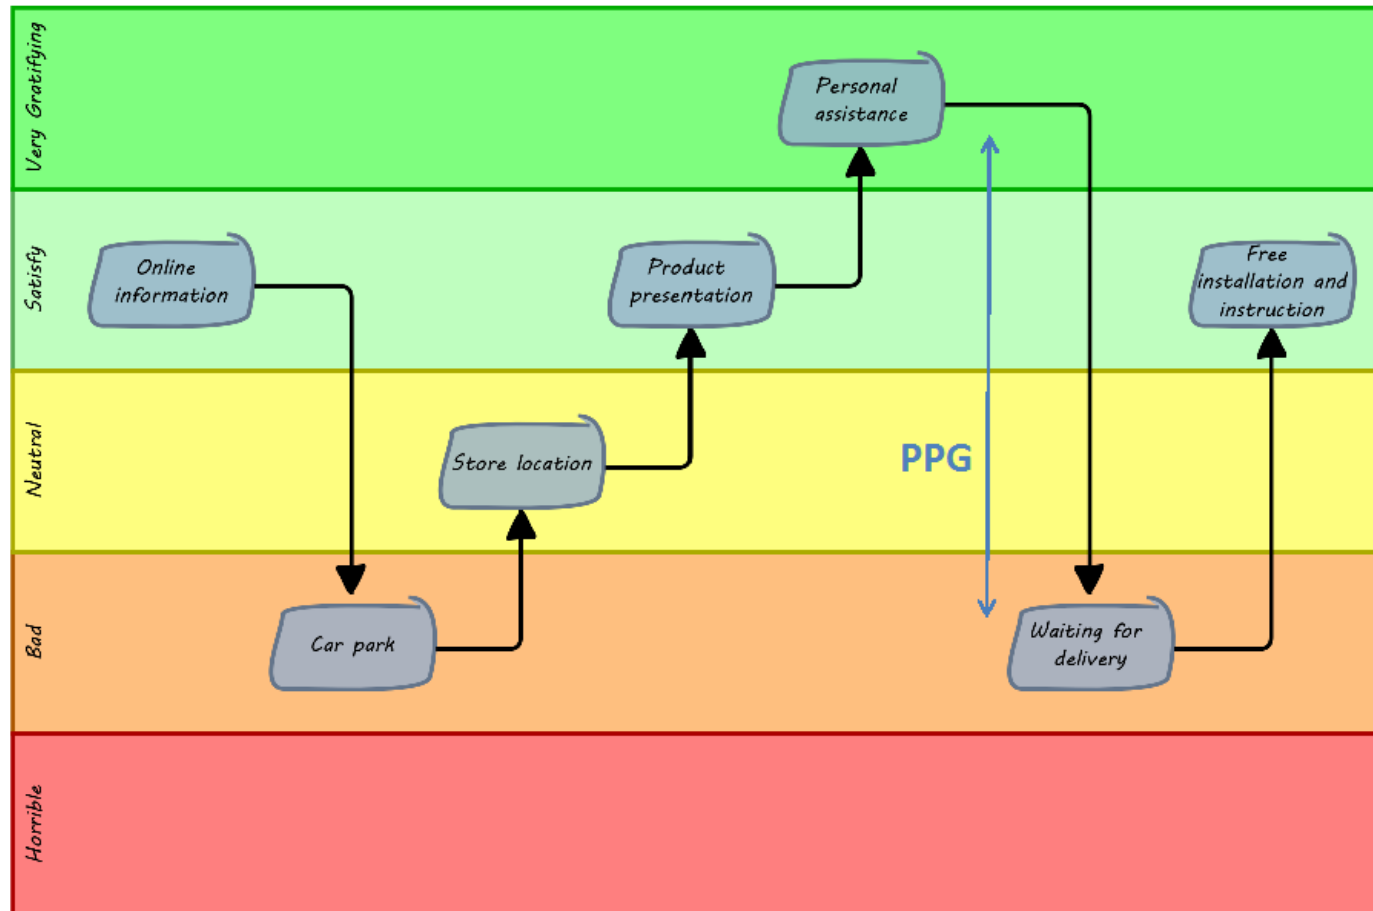 Very Gratifying
Personal
assistance
Satisfy
Online
information
Product
presentation
Free
installation and
instruction
Neutral
Store location
PPG
Bad
Car park
Waiting for
delivery
Horrible